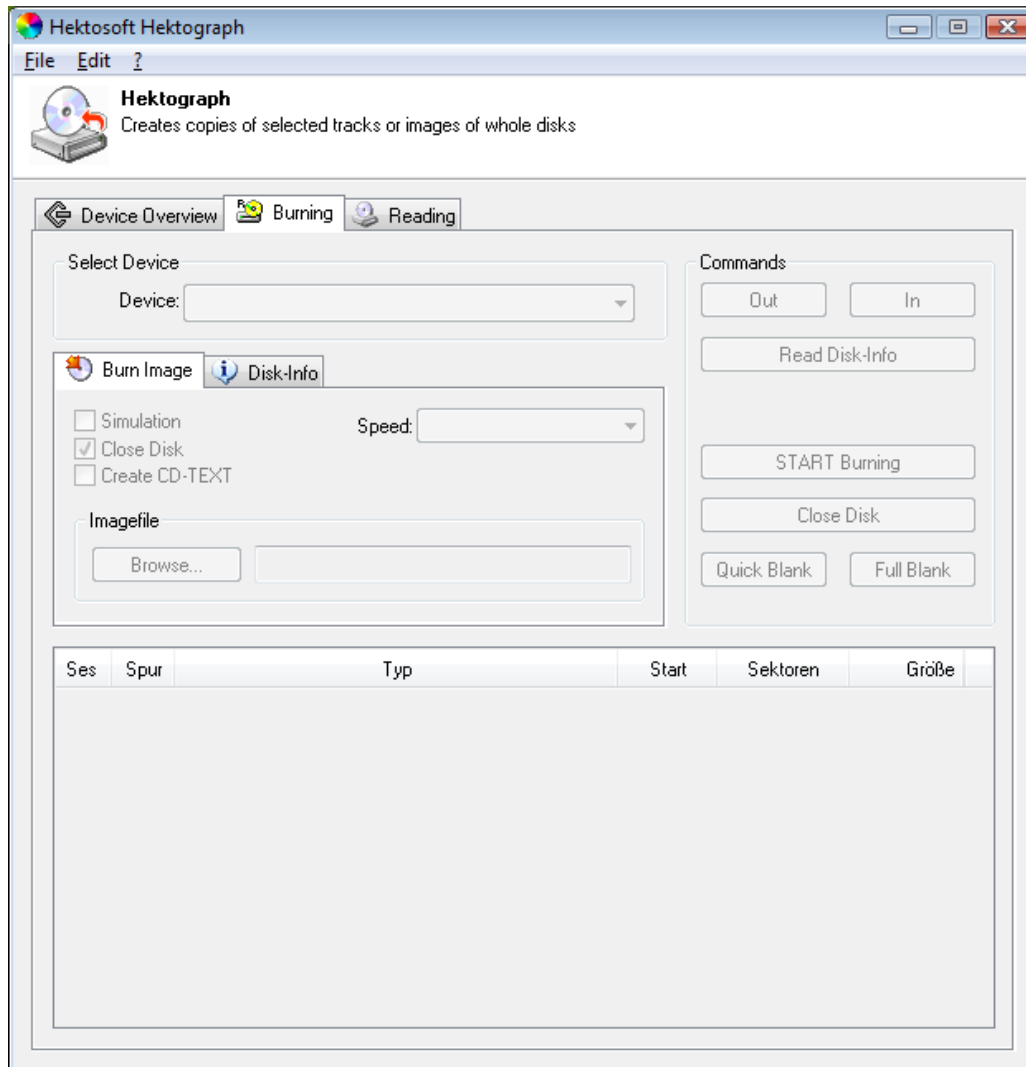 Hektosoft Hektograph
File Edit ?
Hektograph
Creates copies of selected tracks or images of whole disks
Device Overview Burning Reading
Select Device
Device:
Commands
Out In
Read Disk-Info
START Burning
Close Disk
Quick Blank Full Blank
Burn Image Disk-Info
Simulation
Close Disk
Create CD-TEXT
Speed:
Imagefile
Browse...
Ses Spur Typ Start Sektoren Größe